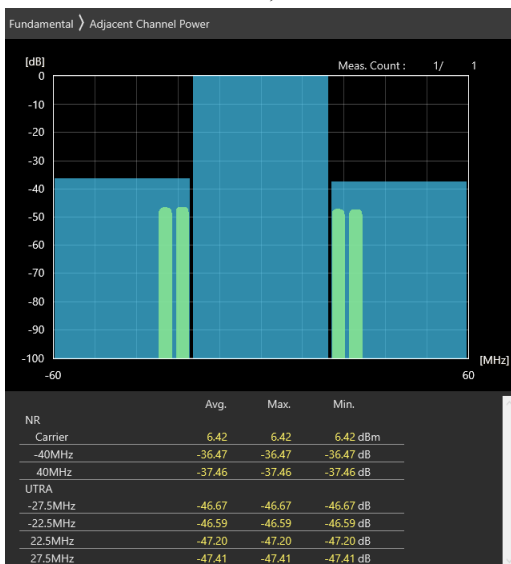 Fundamental 〉 Adjacent Channel Power
[dB] Meas. Count : 1/ 1
0
-10
-20
-30
-40
-50
-60
-70
-80
-90
-100 [MHz]
-60 60
Avg. Max. Min.
NR
Carrier 6.42 6.42 6.42 dBm
-40MHz -36.47 -36.47 -36.47 dB
40MHz -37.46 -37.46 -37.46 dB
UTRA
-27.5MHz -46.67 -46.67 -46.67 dB
-22.5MHz -46.59 -46.59 -46.59 dB
22.5MHz -47.20 -47.20 -47.20 dB
27.5MHz -47.41 -47.41 -47.41 dB